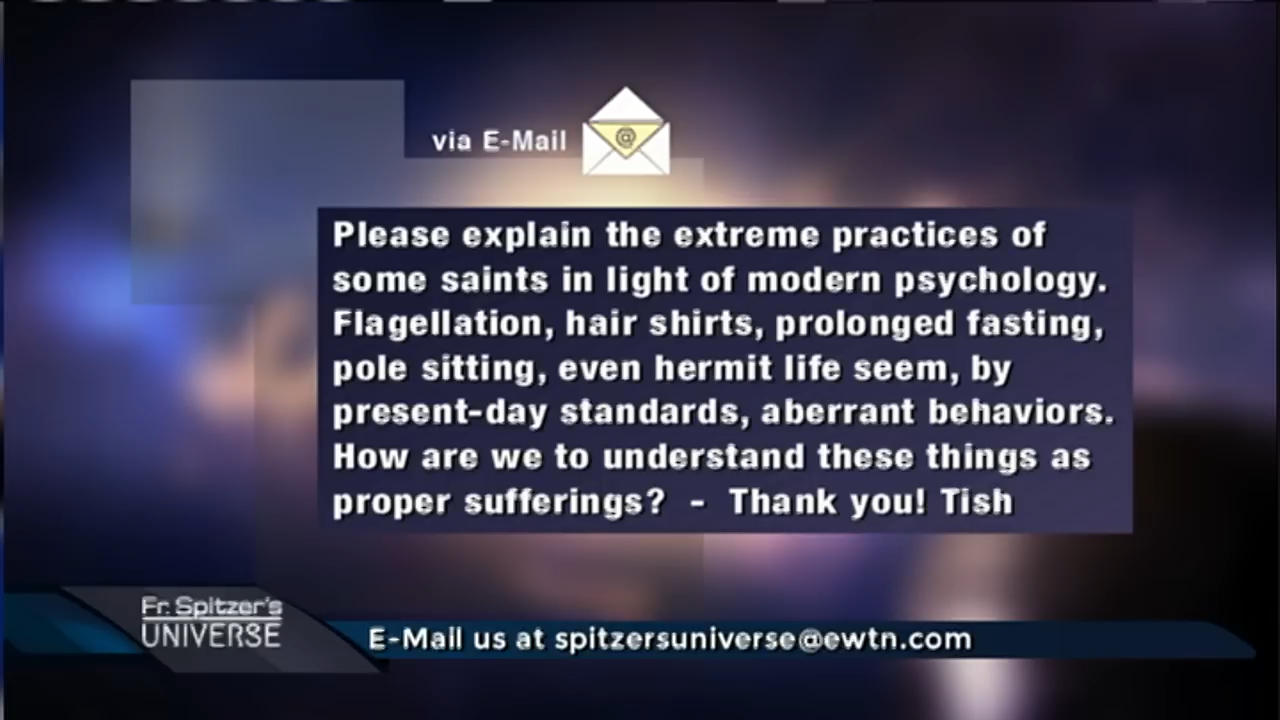 via E-Mail
@
Please explain the extreme practices of
some saints in light of modern psychology.
Flagellation, hair shirts, prolonged fasting,
pole sitting, even hermit life seem, by
present-day standards, aberrant behaviors.
How are we to understand these things as
proper sufferings? - Thank you! Tish
Fr. Spitzer's
UNIVERSE
E-Mail us at spitzersuniverse@ewtn.com